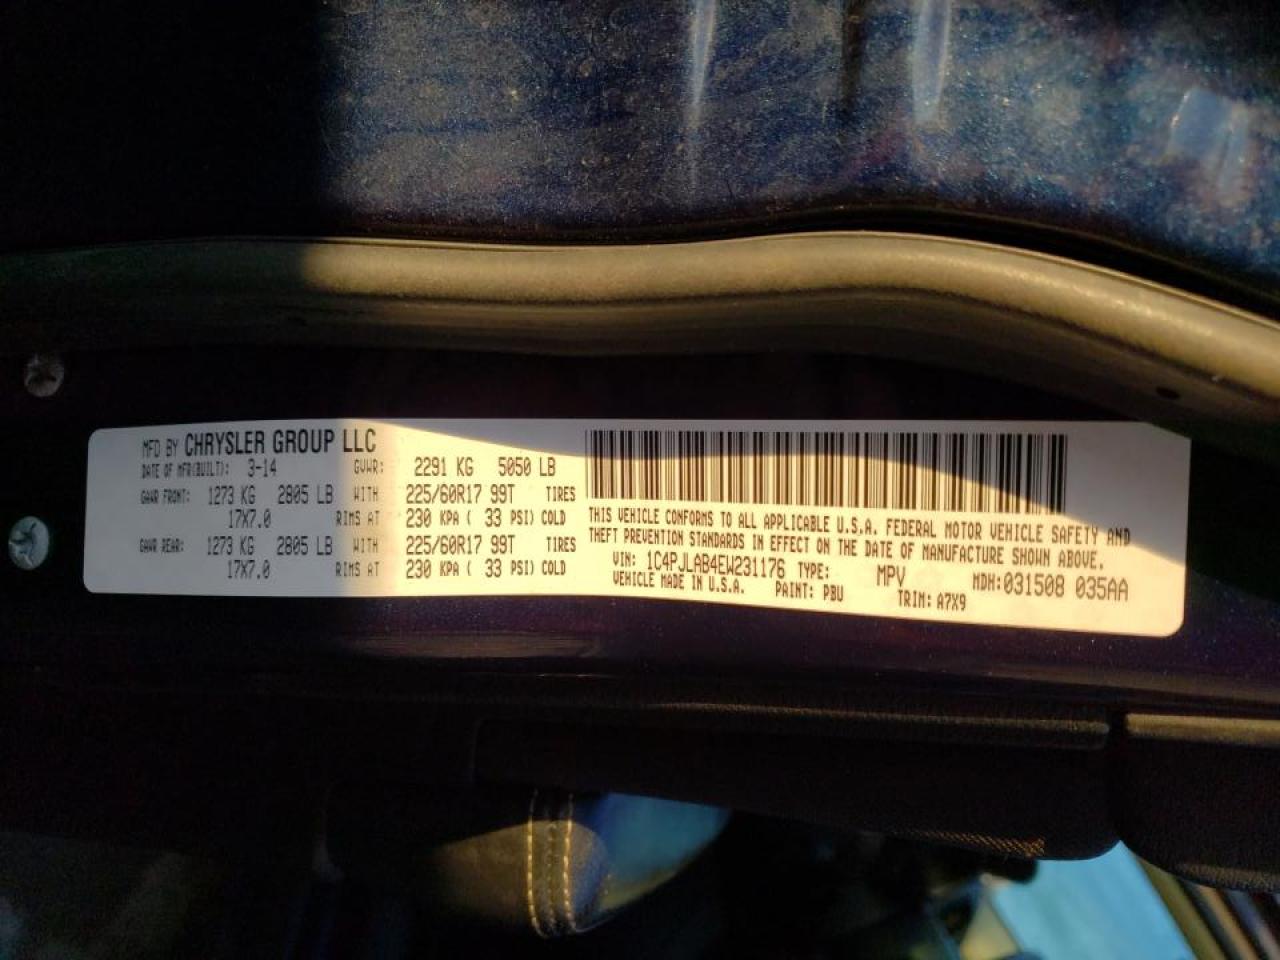 MFD BY CHRYSLER GROUP LLC
DATE OF MFR(BUILT): 3-14 GVWR: 2291 KG 5050 LB
GAWR FRONT: 1273 KG 2805 LB WITH 225/60R17 99T TIRES
17X7.0 RIMS AT 230 KPA ( 33 PSI) COLD
GAWR REAR: 1273 KG 2805 LB WITH 225/60R17 99T TIRES
17X7.0 RIMS AT 230 KPA ( 33 PSI) COLD
THIS VEHICLE CONFORMS TO ALL APPLICABLE U.S.A. FEDERAL MOTOR VEHICLE SAFETY AND
THEFT PREVENTION STANDARDS IN EFFECT ON THE DATE OF MANUFACTURE SHOWN ABOVE.
VIN: 1C4PJLAB4EW231176 TYPE: MPV MDH:031508 035AA
VEHICLE MADE IN U.S.A. PAINT: PBU TRIM: A7X9